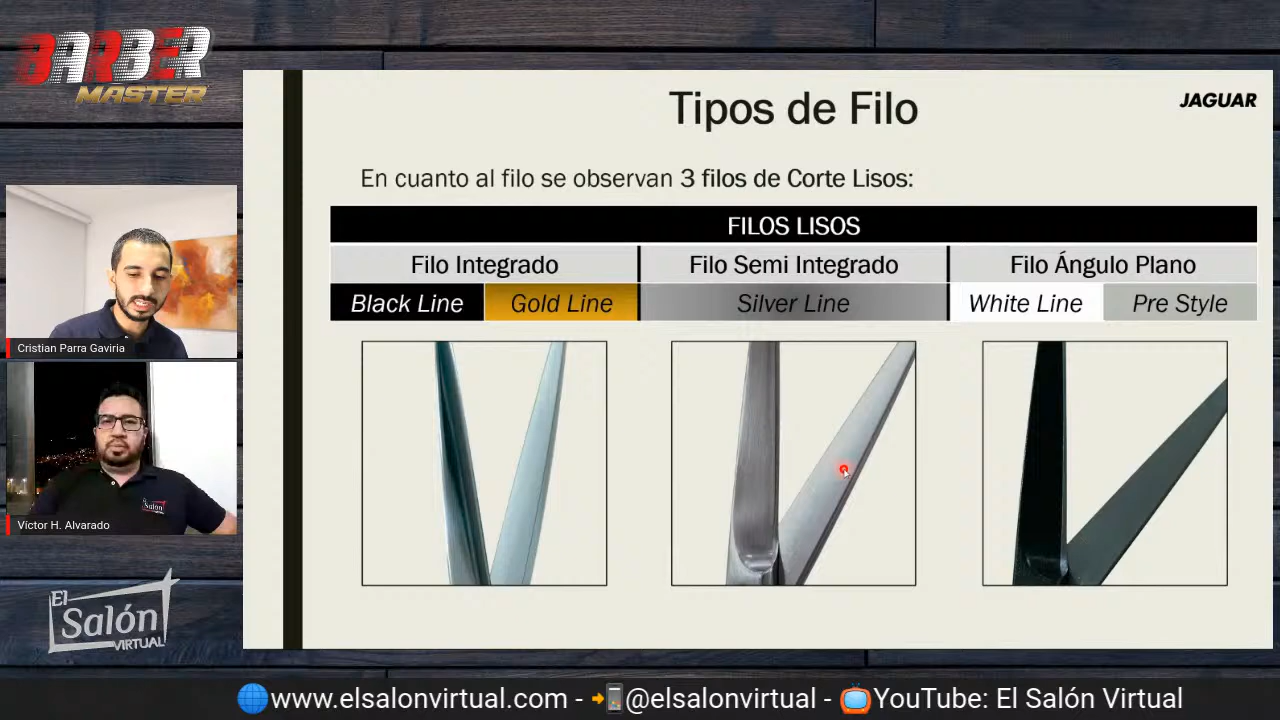 BARBER
MASTER
JAGUAR
Tipos de Filo
En cuanto al filo se observan 3 filos de Corte Lisos:
FILOS LISOS
Filo Integrado
Filo Semi Integrado
Filo Ángulo Plano
Black Line
Gold Line
Silver Line
White Line
Pre Style
Cristian Parra Gaviria
Salón
Víctor H. Alvarado
El
Salón
VIRTUAL
www.elsalonvirtual.com - @elsalonvirtual - YouTube: El Salón Virtual